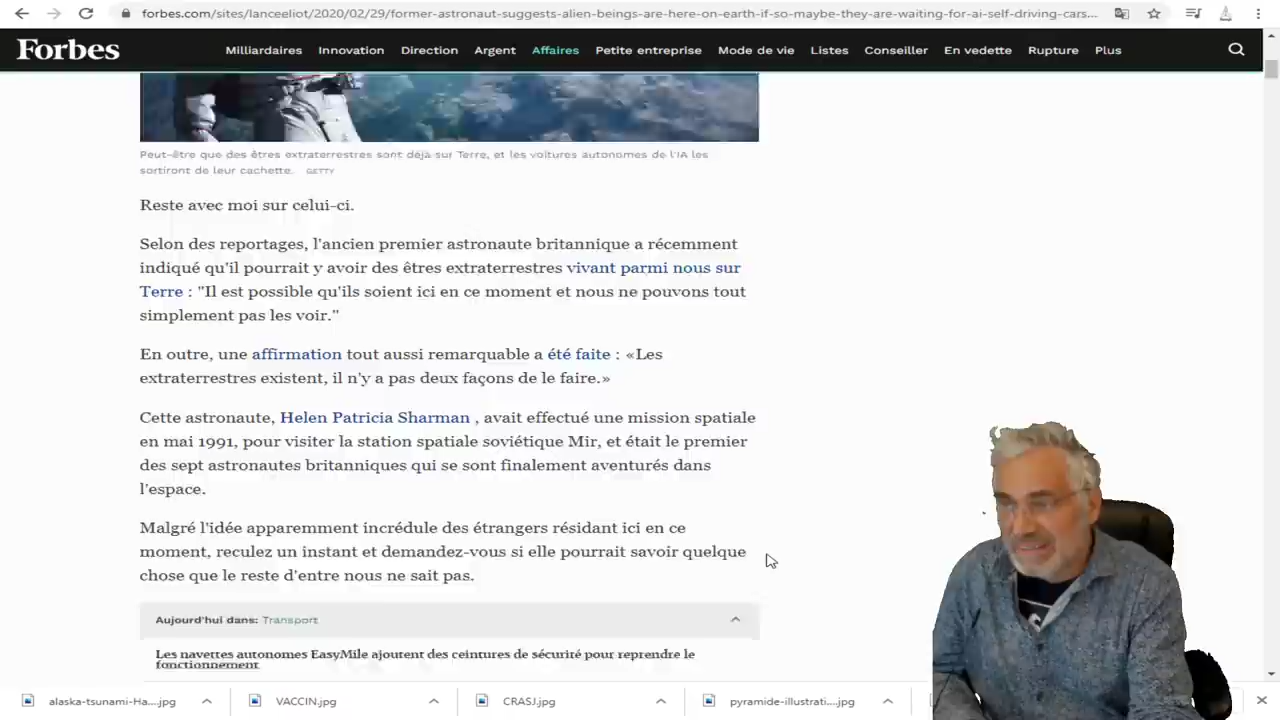 forbes.com/sites/lanceeliot/2020/02/29/former-astronaut-suggests-alien-beings-are-here-on-earth-if-so-maybe-they-are-waiting-for-ai-self-driving-cars...
Forbes
Milliardaires Innovation Direction Argent Affaires Petite entreprise Mode de vie Listes Conseiller En vedette Rupture Plus
Peut-être que des êtres extraterrestres sont déjà sur Terre, et les voitures autonomes de l'IA les
sortiront de leur cachette. GETTY
Reste avec moi sur celui-ci.
Selon des reportages, l'ancien premier astronaute britannique a récemment
indiqué qu'il pourrait y avoir des êtres extraterrestres vivant parmi nous sur
Terre : "Il est possible qu'ils soient ici en ce moment et nous ne pouvons tout
simplement pas les voir."
En outre, une affirmation tout aussi remarquable a été faite : «Les
extraterrestres existent, il n'y a pas deux façons de le faire.»
Cette astronaute, Helen Patricia Sharman , avait effectué une mission spatiale
en mai 1991, pour visiter la station spatiale soviétique Mir, et était le premier
des sept astronautes britanniques qui se sont finalement aventurés dans
l'espace.
Malgré l'idée apparemment incrédule des étrangers résidant ici en ce
moment, reculez un instant et demandez-vous si elle pourrait savoir quelque
chose que le reste d'entre nous ne sait pas.
Aujourd'hui dans: Transport
Les navettes autonomes EasyMile ajoutent des ceintures de sécurité pour reprendre le
fonctionnement
alaska-tsunami-Ha....jpg VACCIN.jpg CRASJ.jpg pyramide-illustrati....jpg